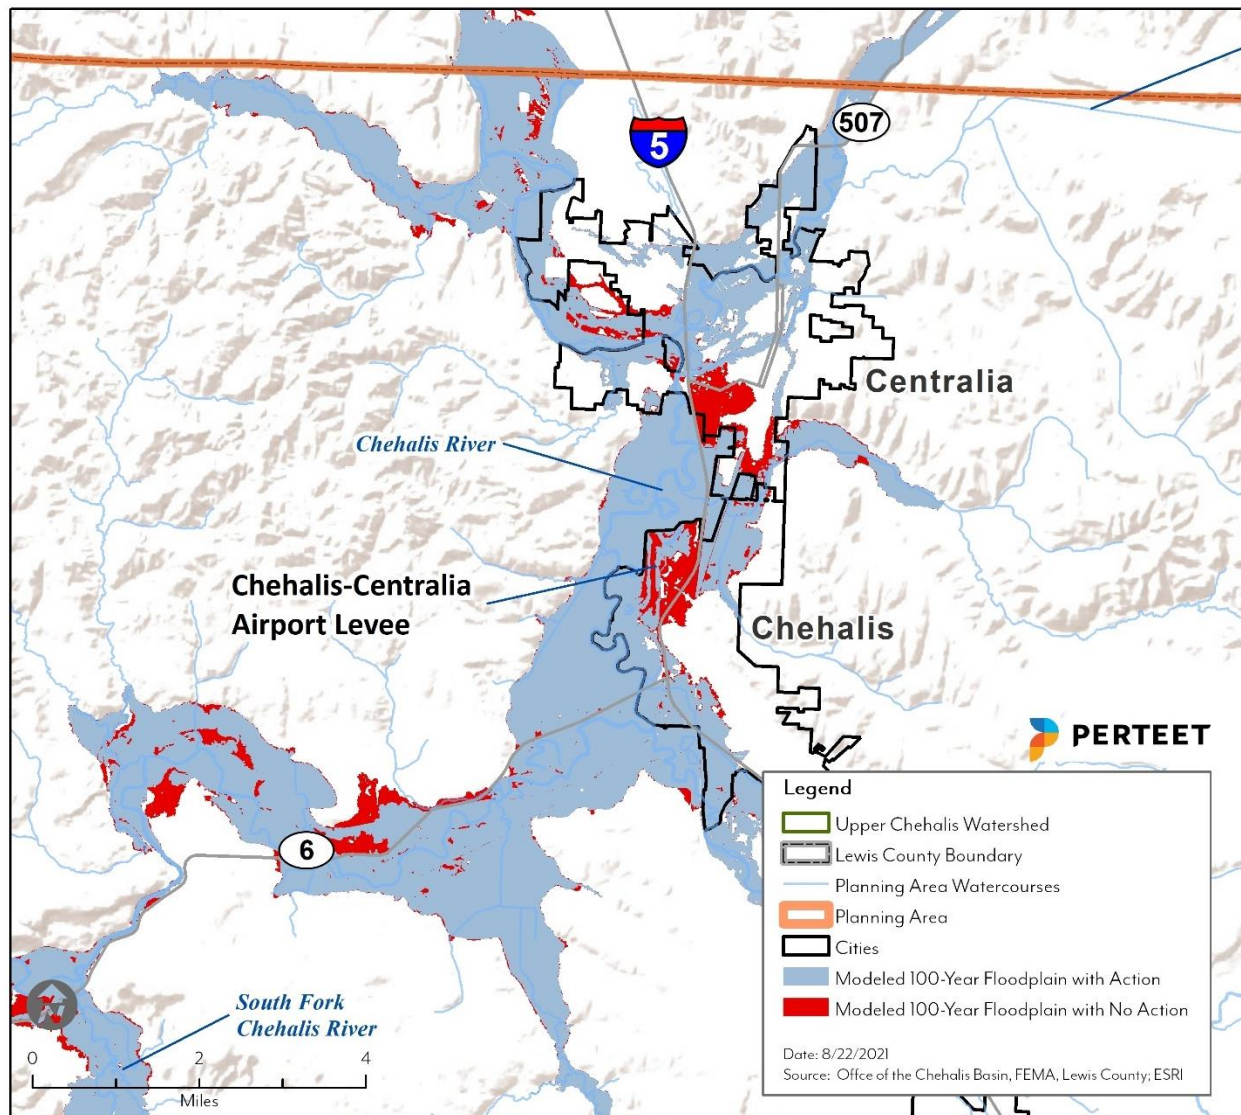 507
5
Centralia
Chehalis River
Chehalis-Centralia
Airport Levee
Chehalis
PERTEET
6
South Fork
Chehalis River
0 2 4
Miles
Legend
Upper Chehalis Watershed
Lewis County Boundary
Planning Area Watercourses
Planning Area
Cities
Modeled 100-Year Floodplain with Action
Modeled 100-Year Floodplain with No Action
Date: 8/22/2021
Source: Offce of the Chehalis Basin, FEMA, Lewis County; ESRI